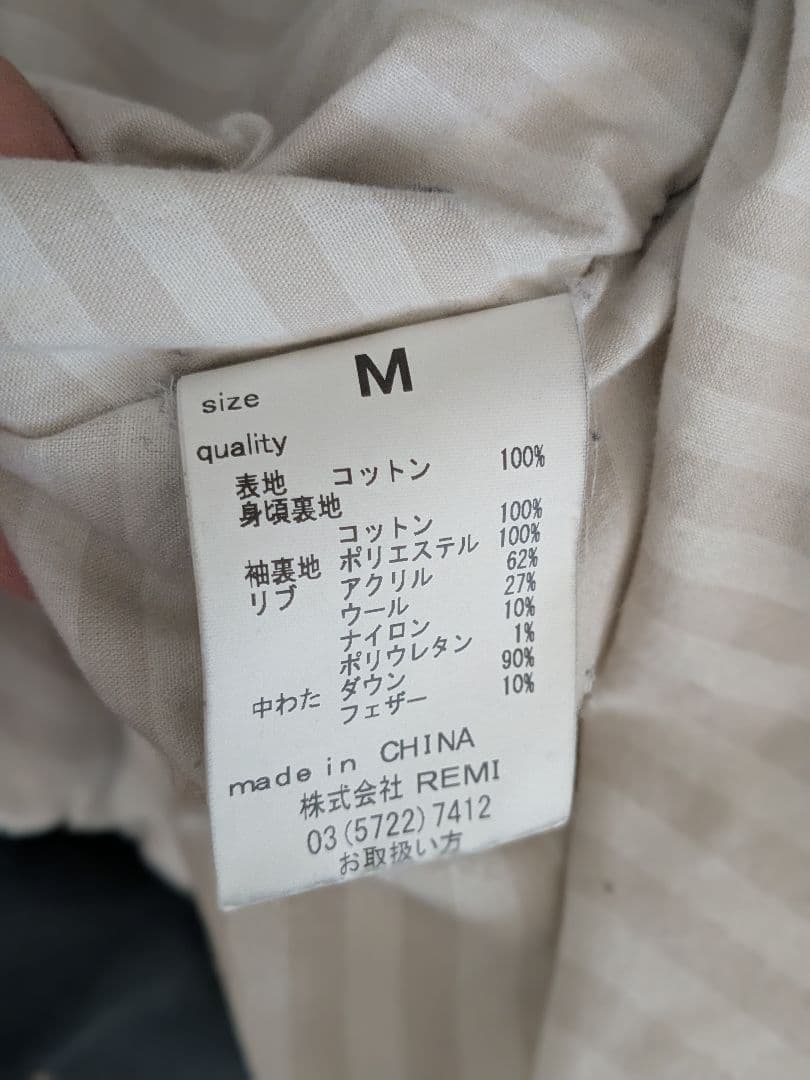 size M
quality
表地 コットン 100%
身頃裏地
コットン 100%
袖裏地 ポリエステル 100%
リブ アクリル 62%
ウール 27%
ナイロン 10%
ポリウレタン 1%
中わた ダウン 90%
フェザー 10%
made in CHINA
株式会社 REMI
03(5722)7412
お取扱い方